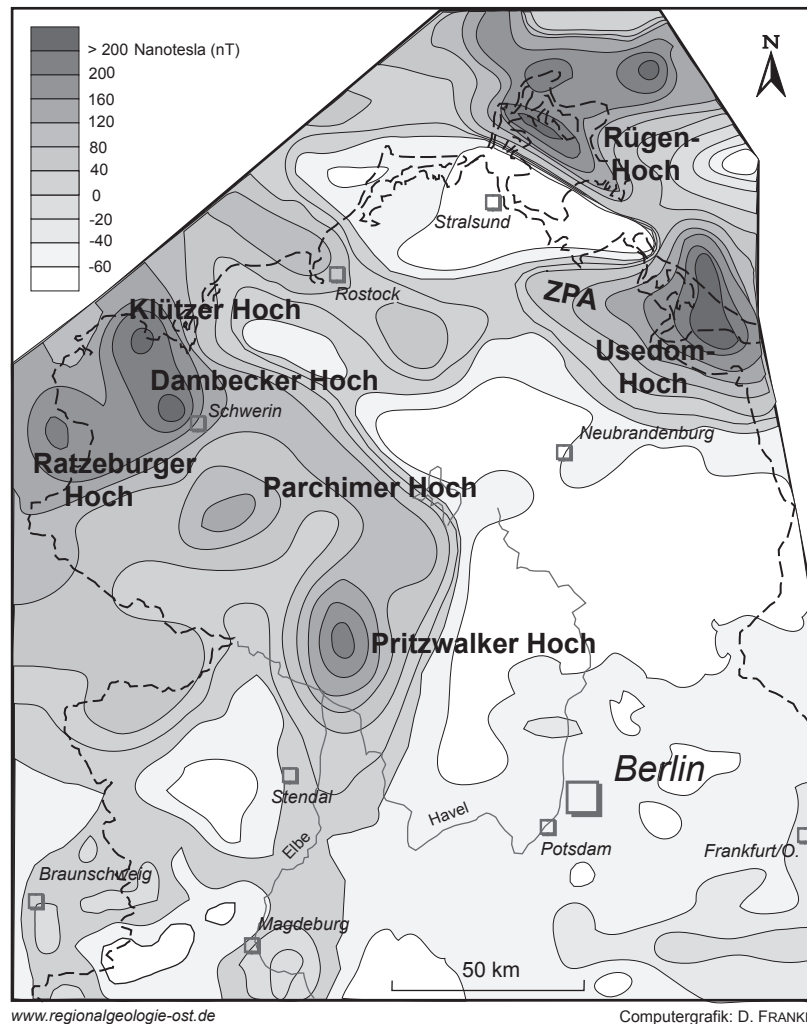 > 200 Nanotesla (nT)
200
160
120
80
40
0
-20
-40
-60
N
Rügen-
Hoch
Stralsund
Rostock
ZPA
Klützer Hoch
Usedom-
Hoch
Dambecker Hoch
Schwerin
Neubrandenburg
Ratzeburger
Hoch
Parchimer Hoch
Pritzwalker Hoch
Berlin
Stendal
Havel
Elbe
Potsdam
Frankfurt/O.
Braunschweig
Magdeburg
50 km
www.regionalgeologie-ost.de
Computergrafik: D. FRANKE